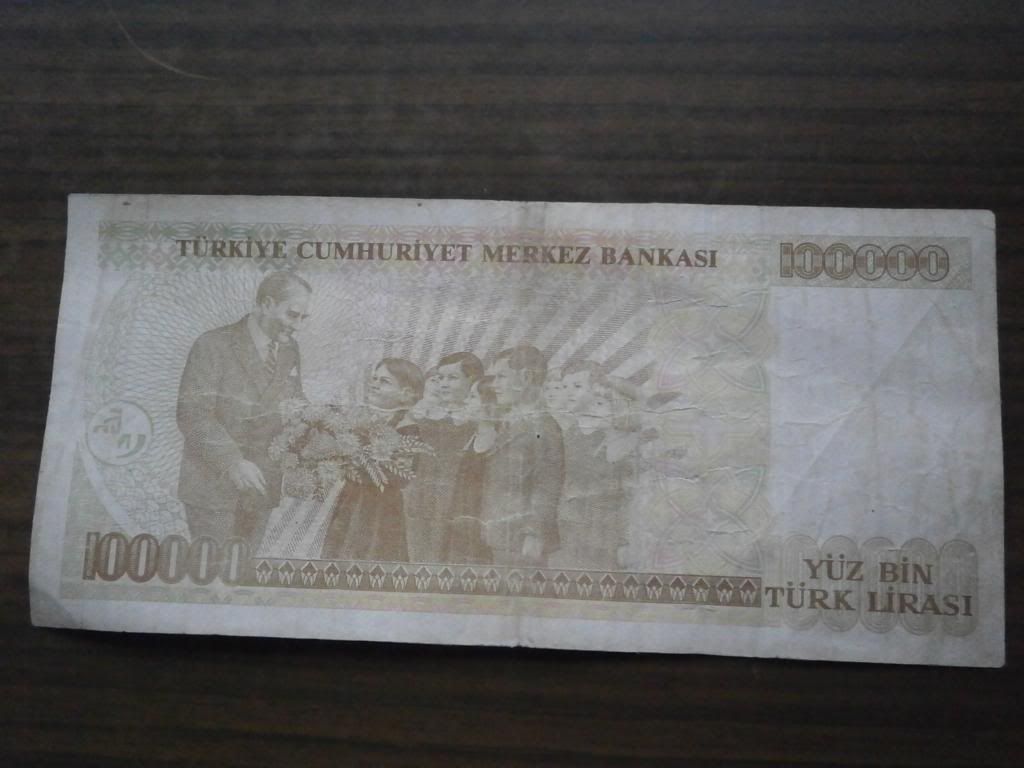 TÜRKİYE CUMHURİYET MERKEZ BANKASI
100000
100000
YÜZ BİN
TÜRK LİRASI